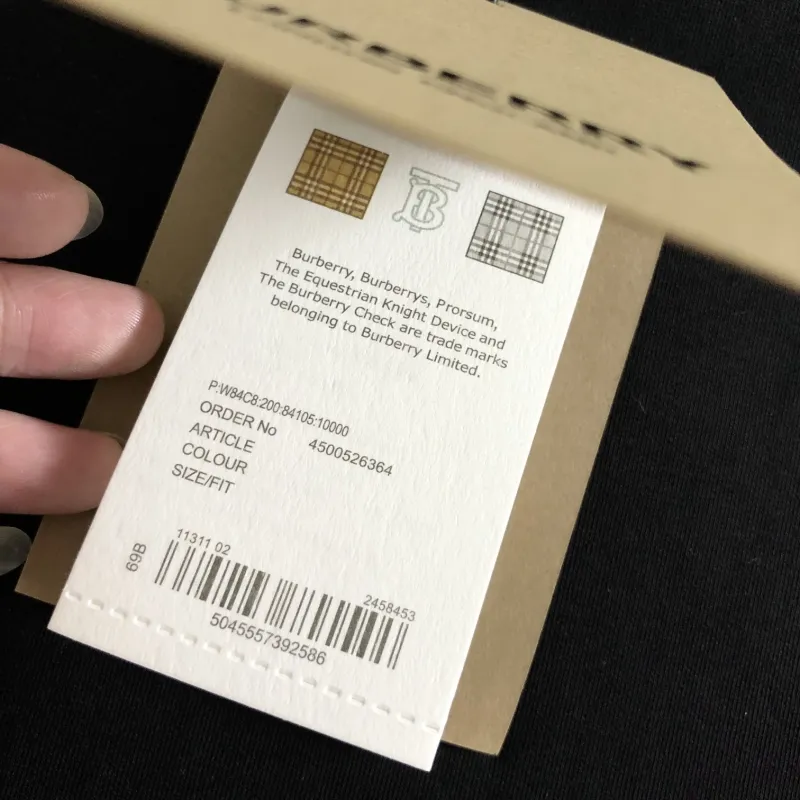 BURBERRY
B
Burberry, Burberrys, Prorsum,
The Equestrian Knight Device and
The Burberry Check are trade marks
belonging to Burberry Limited.
P:W84C8:200:84105:10000
ORDER No 4500526364
ARTICLE
COLOUR
SIZE/FIT
69B
11311 02
2458453
5045557392586